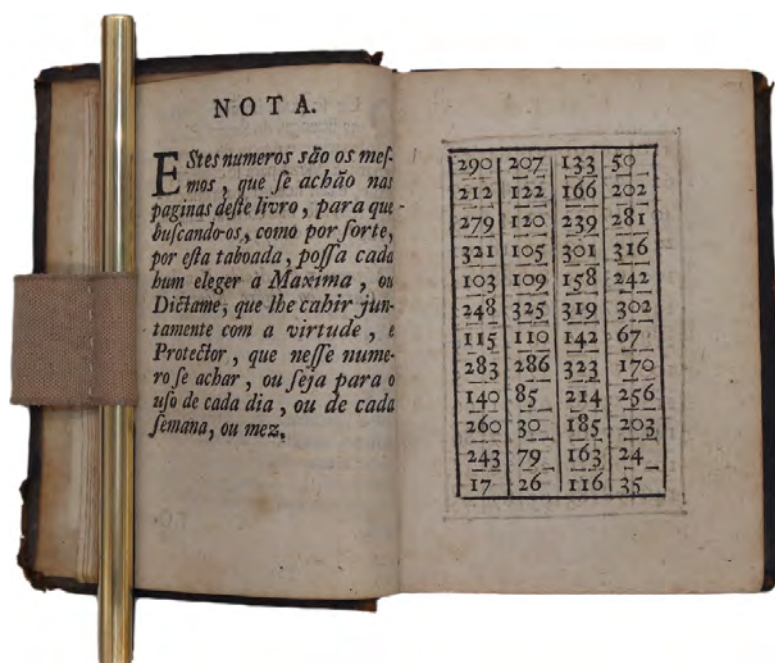 NOTA.
EStes numeros são os mes-
mos, que se achão nas
paginas deste livro, para que
buscando-os, como por sorte,
por esta taboada, possa cada
hum eleger a Maxima, ou
Dictame, que lhe cahir jun-
tamente com a virtude, e
Protector, que nesse nume-
ro se achar, ou seja para o
uso de cada dia, ou de cada
semana, ou mez.
290 207 133 50
212 122 166 202
279 120 239 281
321 105 301 316
103 109 158 242
248 325 319 302
115 110 142 67
283 286 323 170
140 85 214 256
260 30 185 203
243 79 163 24
17 26 116 35